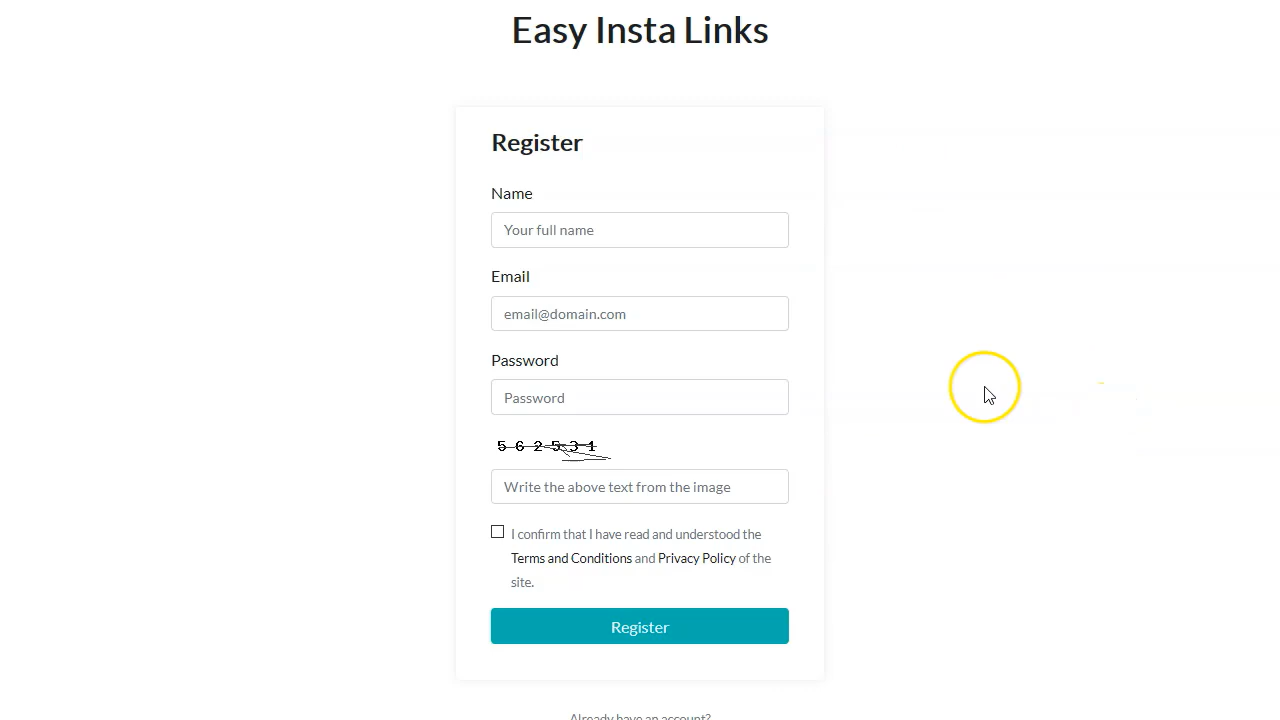 Easy Insta Links
Register
Name
Your full name
Email
email@domain.com
Password
Password
5 6 2 5 3 1
Write the above text from the image
I confirm that I have read and understood the
Terms and Conditions and Privacy Policy of the
site.
Register
Already have an account?